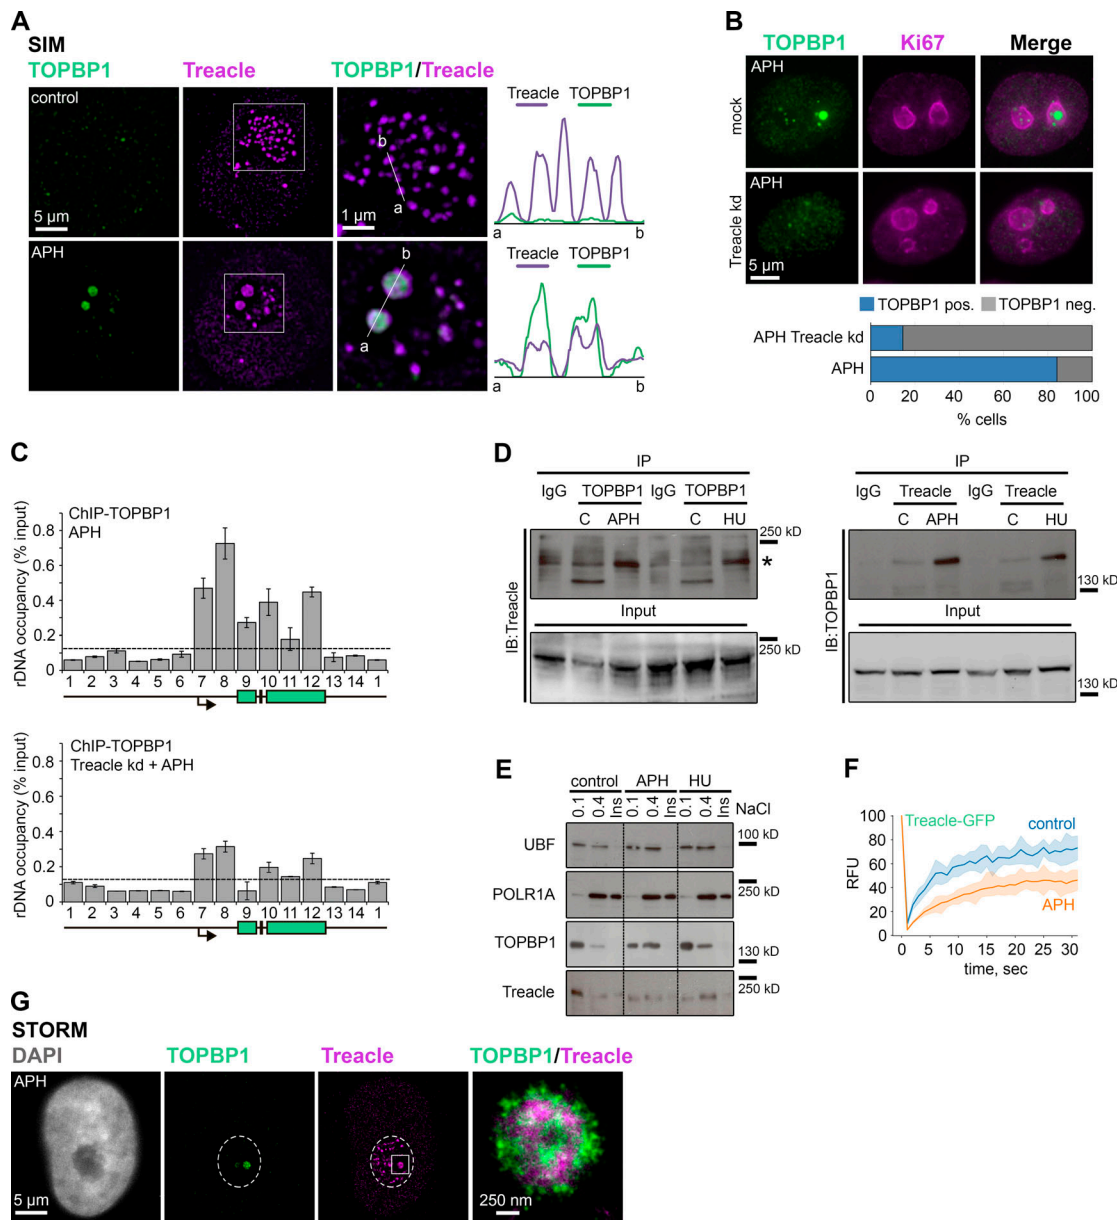 A
SIM
TOPBP1
Treacle
TOPBP1/Treacle
control
5 µm
b
a
1 µm
Treacle
TOPBP1
a
b
APH
b
a
Treacle
TOPBP1
a
b
B
TOPBP1
Ki67
Merge
mock
APH
Treacle kd
APH
5 µm
TOPBP1 pos.
TOPBP1 neg.
APH Treacle kd
APH
0 20 40 60 80 100
% cells
C
rDNA occupancy (% input)
ChIP-TOPBP1
APH
0.8
0.6
0.4
0.2
0
1 2 3 4 5 6 7 8 9 10 11 12 13 14 1
rDNA occupancy (% input)
ChIP-TOPBP1
Treacle kd + APH
0.8
0.6
0.4
0.2
0
1 2 3 4 5 6 7 8 9 10 11 12 13 14 1
D
IP
IgG TOPBP1 IgG TOPBP1
C APH C HU
250 kD
*
IB:Treacle
Input
250 kD
IP
IgG Treacle IgG Treacle
C APH C HU
130 kD
IB:TOPBP1
Input
130 kD
E
control APH HU
0.1 0.4 Ins 0.1 0.4 Ins 0.1 0.4 Ins NaCl
UBF
100 kD
POLR1A
250 kD
TOPBP1
130 kD
Treacle
250 kD
F
Treacle-GFP
control
APH
RFU
100
80
60
40
20
0
0 5 10 15 20 25 30
time, sec
G
STORM
DAPI
TOPBP1
Treacle
TOPBP1/Treacle
APH
5 µm
250 nm